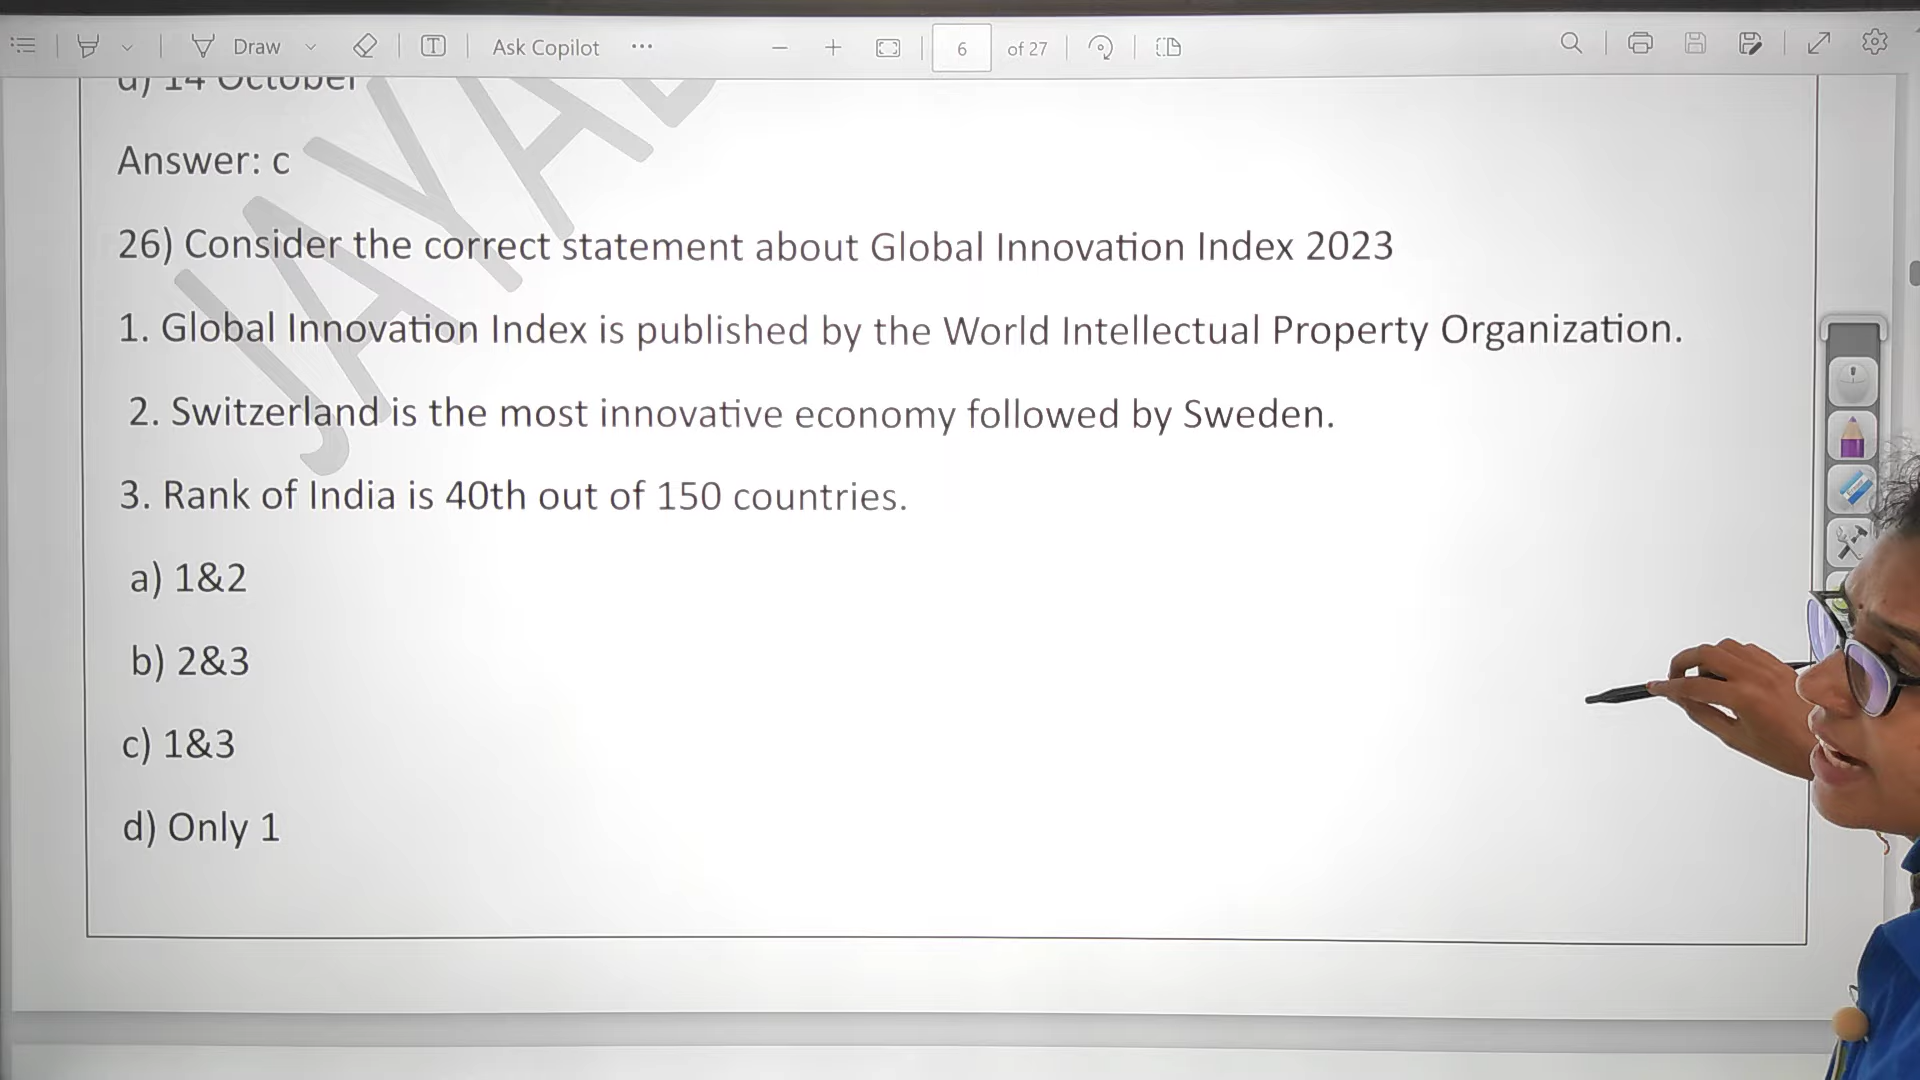 Draw
Ask Copilot
6
of 27
d) 14 October
Answer: c
26) Consider the correct statement about Global Innovation Index 2023
1. Global Innovation Index is published by the World Intellectual Property Organization.
2. Switzerland is the most innovative economy followed by Sweden.
3. Rank of India is 40th out of 150 countries.
a) 1&2
b) 2&3
c) 1&3
d) Only 1